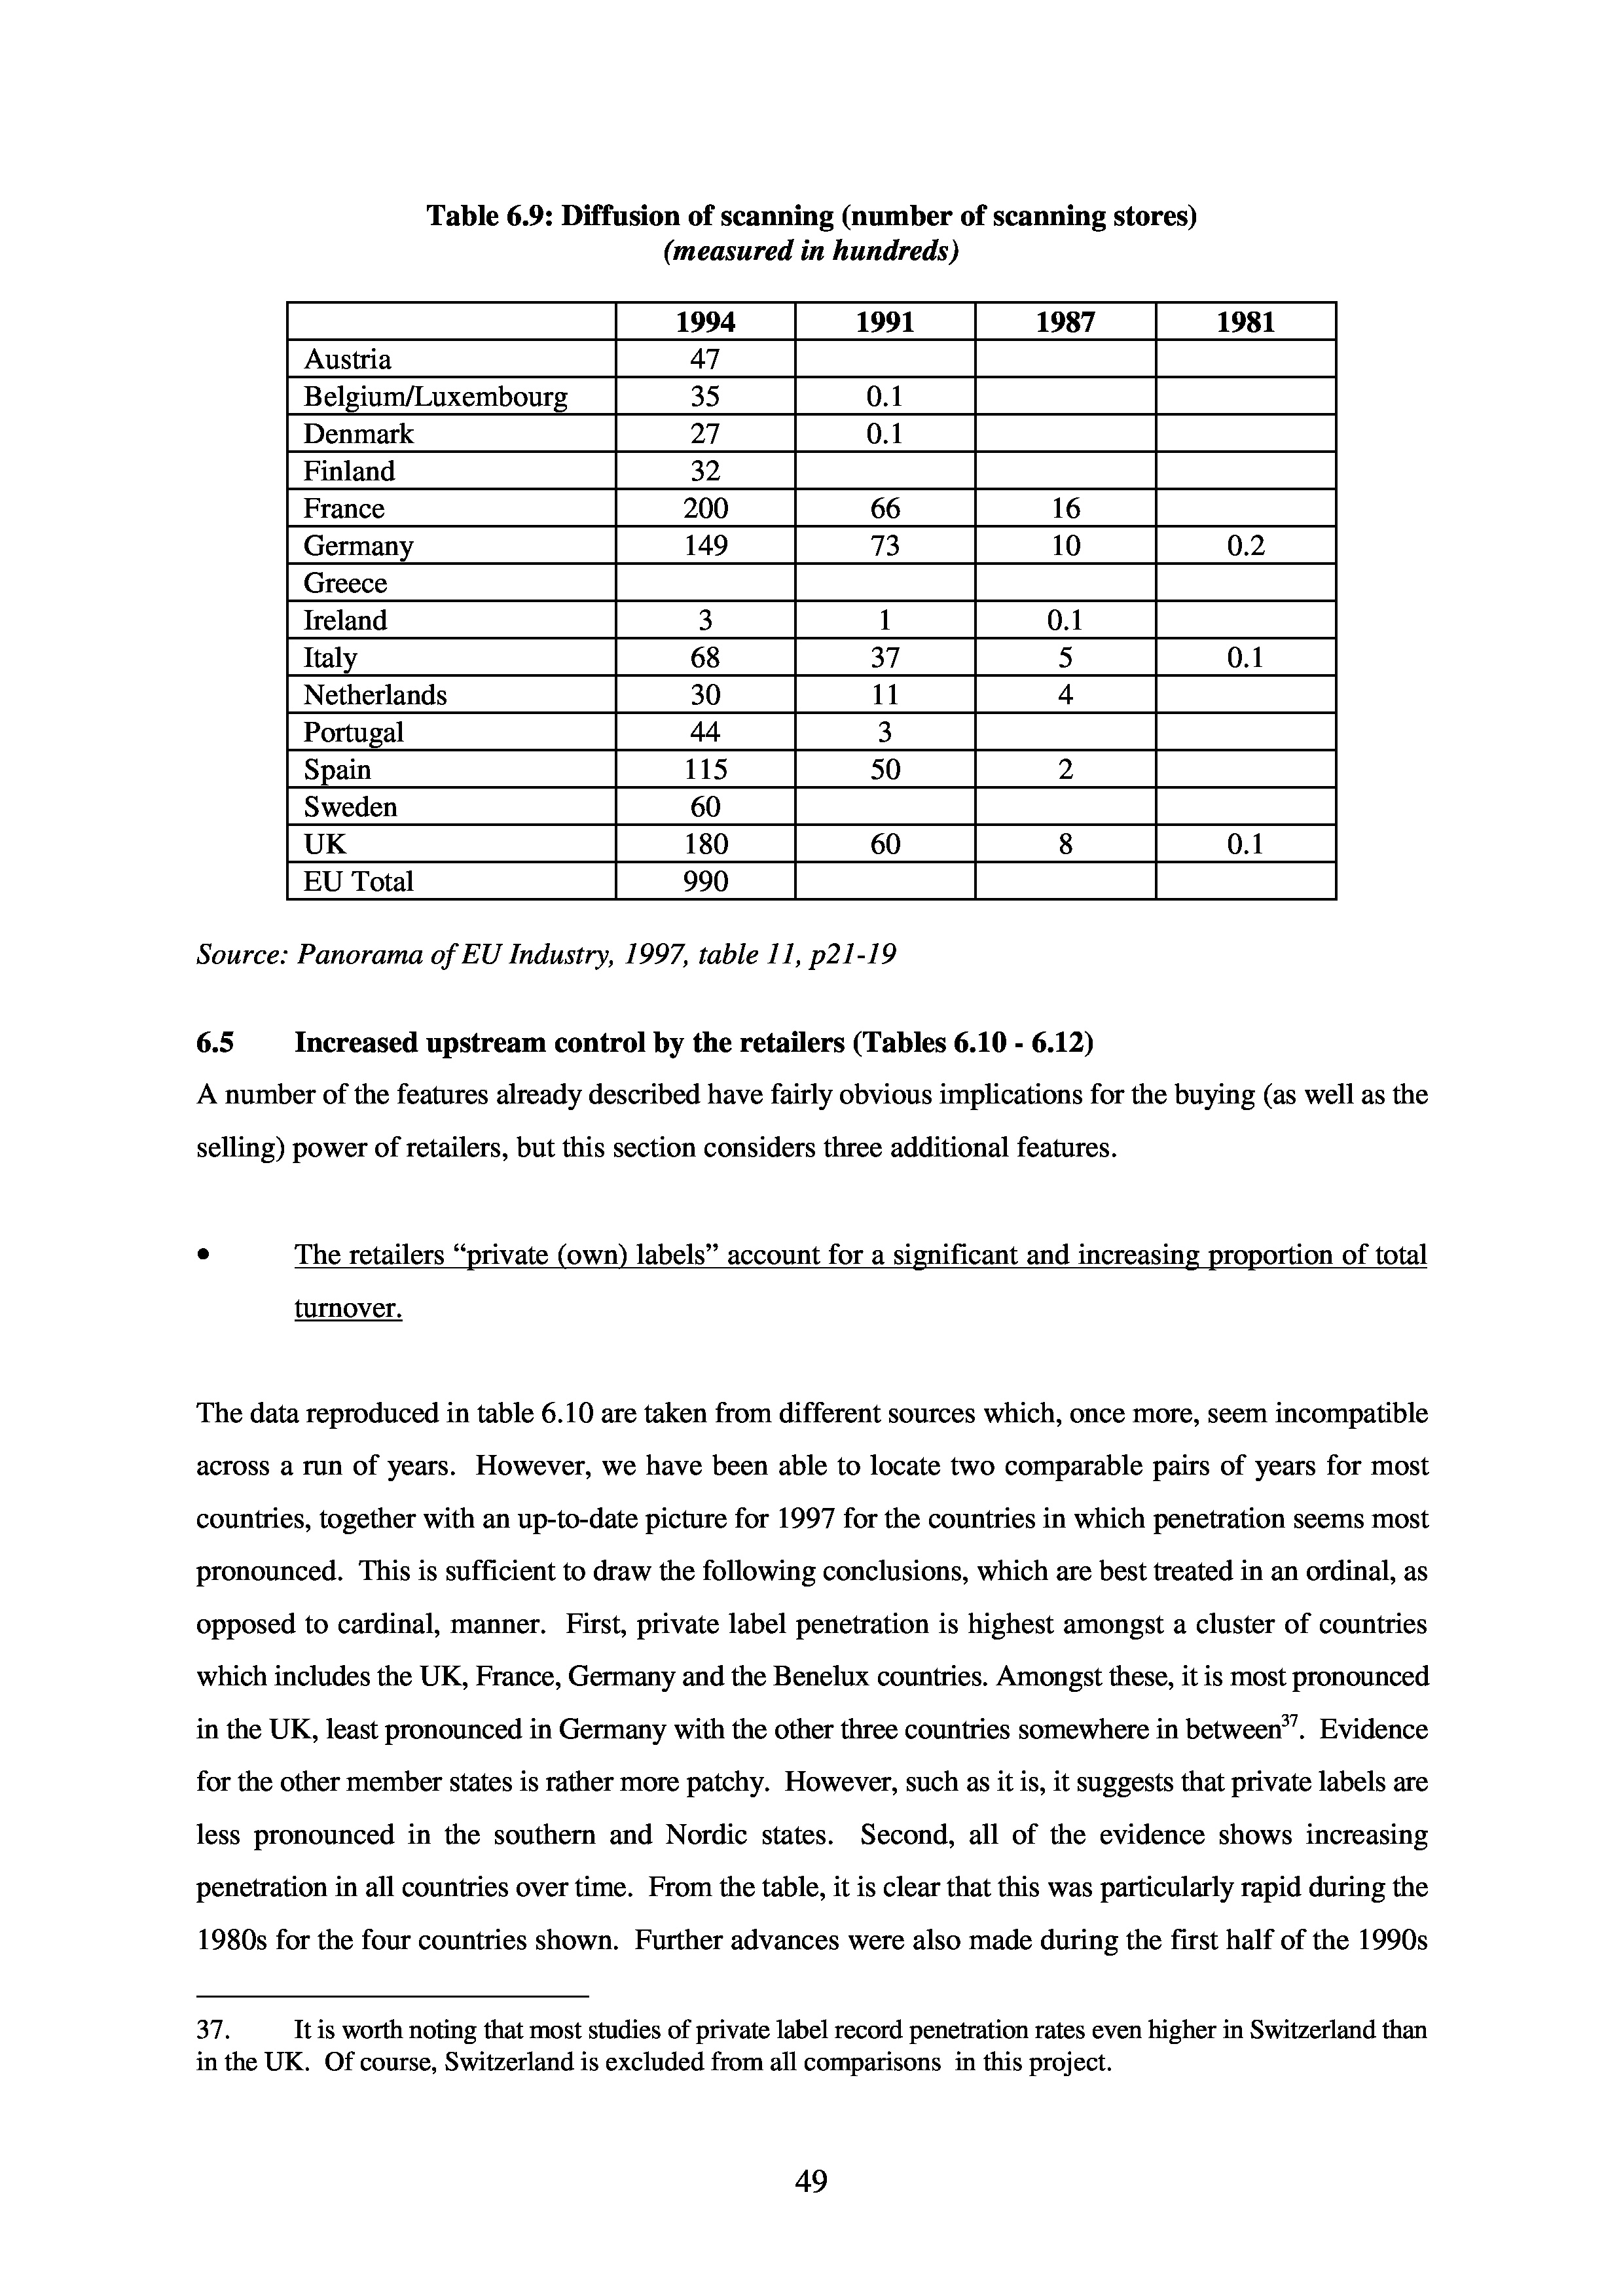 Table 6.9: Diffusion of scanning (number of scanning stores)
(measured in hundreds)
1994 1991 1987 1981
Austria 47
Belgium/Luxembourg 35 0.1
Denmark 27 0.1
Finland 32
France 200 66 16
Germany 149 73 10 0.2
Greece
Ireland 3 1 0.1
Italy 68 37 5 0.1
Netherlands 30 11 4
Portugal 44 3
Spain 115 50 2
Sweden 60
UK 180 60 8 0.1
EU Total 990
Source: Panorama of EU Industry, 1997, table 11, p21-19
6.5 Increased upstream control by the retailers (Tables 6.10 - 6.12)
A number of the features already described have fairly obvious implications for the buying (as well as the
selling) power of retailers, but this section considers three additional features.
• The retailers “private (own) labels” account for a significant and increasing proportion of total
turnover.
The data reproduced in table 6.10 are taken from different sources which, once more, seem incompatible
across a run of years. However, we have been able to locate two comparable pairs of years for most
countries, together with an up-to-date picture for 1997 for the countries in which penetration seems most
pronounced. This is sufficient to draw the following conclusions, which are best treated in an ordinal, as
opposed to cardinal, manner. First, private label penetration is highest amongst a cluster of countries
which includes the UK, France, Germany and the Benelux countries. Amongst these, it is most pronounced
in the UK, least pronounced in Germany with the other three countries somewhere in between37. Evidence
for the other member states is rather more patchy. However, such as it is, it suggests that private labels are
less pronounced in the southern and Nordic states. Second, all of the evidence shows increasing
penetration in all countries over time. From the table, it is clear that this was particularly rapid during the
1980s for the four countries shown. Further advances were also made during the first half of the 1990s
37. It is worth noting that most studies of private label record penetration rates even higher in Switzerland than
in the UK. Of course, Switzerland is excluded from all comparisons in this project.
49